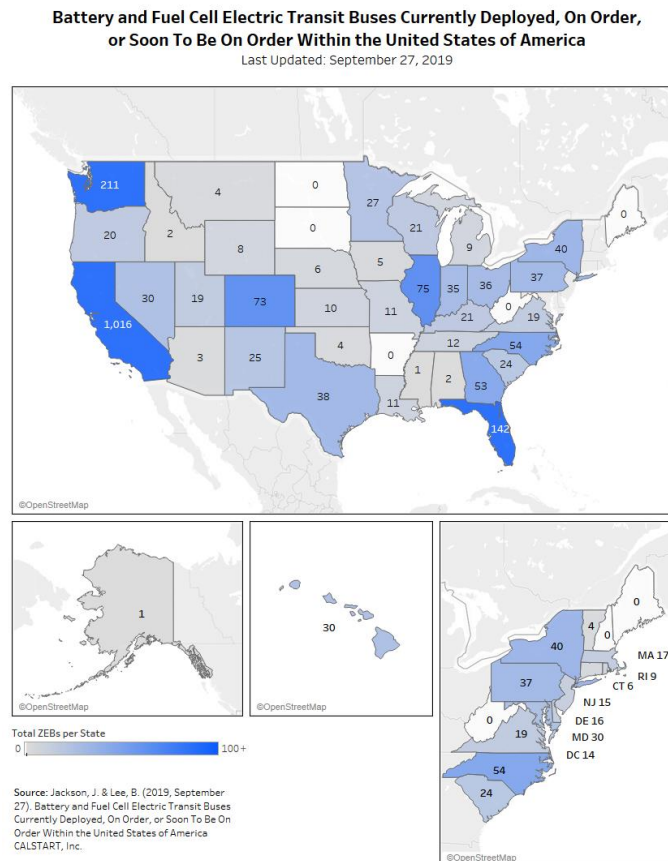 Battery and Fuel Cell Electric Transit Buses Currently Deployed, On Order,
or Soon To Be On Order Within the United States of America
Last Updated: September 27, 2019
211
4
0
27
0
20
2
8
21
9
0
40
5
6
37
30
19
73
75
35
36
0
19
1,016
10
11
21
54
3
25
4
0
12
24
1
2
53
38
11
142
©OpenStreetMap
1
©OpenStreetMap
30
©OpenStreetMap
0
4
0
40
MA 17
RI 9
37
CT 6
NJ 15
0
DE 16
19
MD 30
DC 14
54
24
©OpenStreetMap
Total ZEBs per State
0
100+
Source: Jackson, J. & Lee, B. (2019, September
27). Battery and Fuel Cell Electric Transit Buses
Currently Deployed, On Order, or Soon To Be On
Order Within the United States of America
CALSTART, Inc.